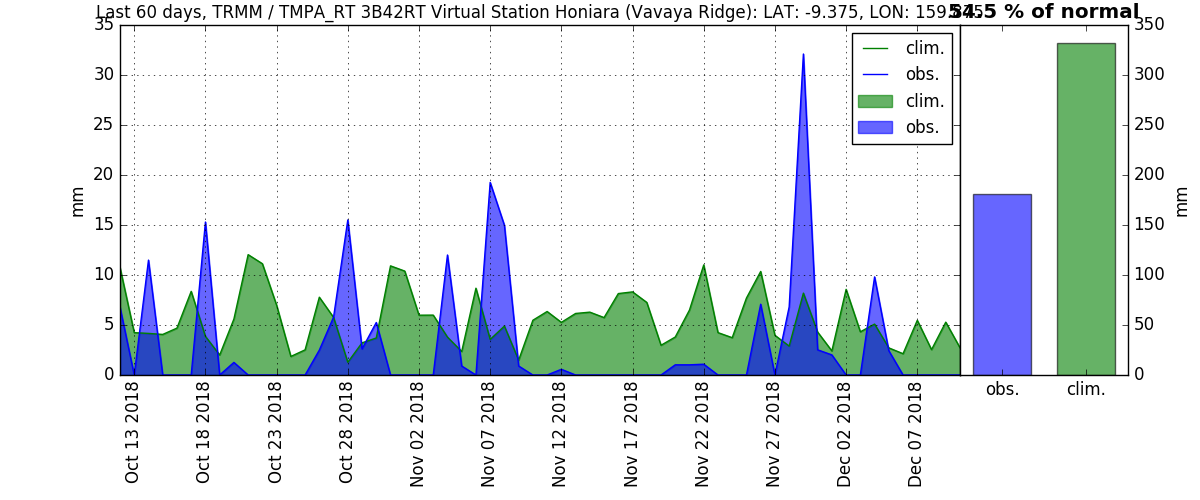 Last 60 days, TRMM / TMPA_RT 3B42RT Virtual Station Honiara (Vavaya Ridge): LAT: -9.375, LON:
54.5 % of normal
35
30
25
20
15
10
5
0
mm
clim.
obs.
clim.
obs.
350
300
250
200
150
100
50
0
mm
Oct 13 2018
Oct 18 2018
Oct 23 2018
Oct 28 2018
Nov 02 2018
Nov 07 2018
Nov 12 2018
Nov 17 2018
Nov 22 2018
Nov 27 2018
Dec 02 2018
Dec 07 2018
obs.
clim.